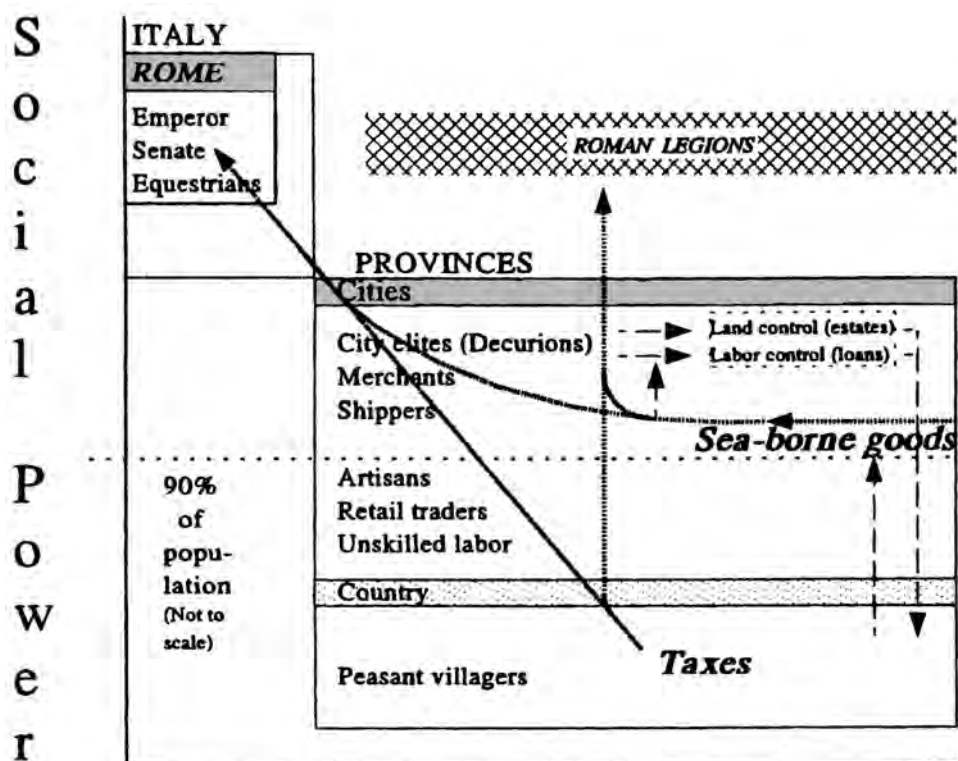 Social Power
ITALY
ROME
Emperor
Senate
Equestrians
ROMAN LEGIONS
PROVINCES
Cities
City elites (Decurions)
Merchants
Shippers
Land control (estates)
Labor control (loans)
Sea-borne goods
90%
of
popu-
lation
(Not to
scale)
Artisans
Retail traders
Unskilled labor
Country
Peasant villagers
Taxes